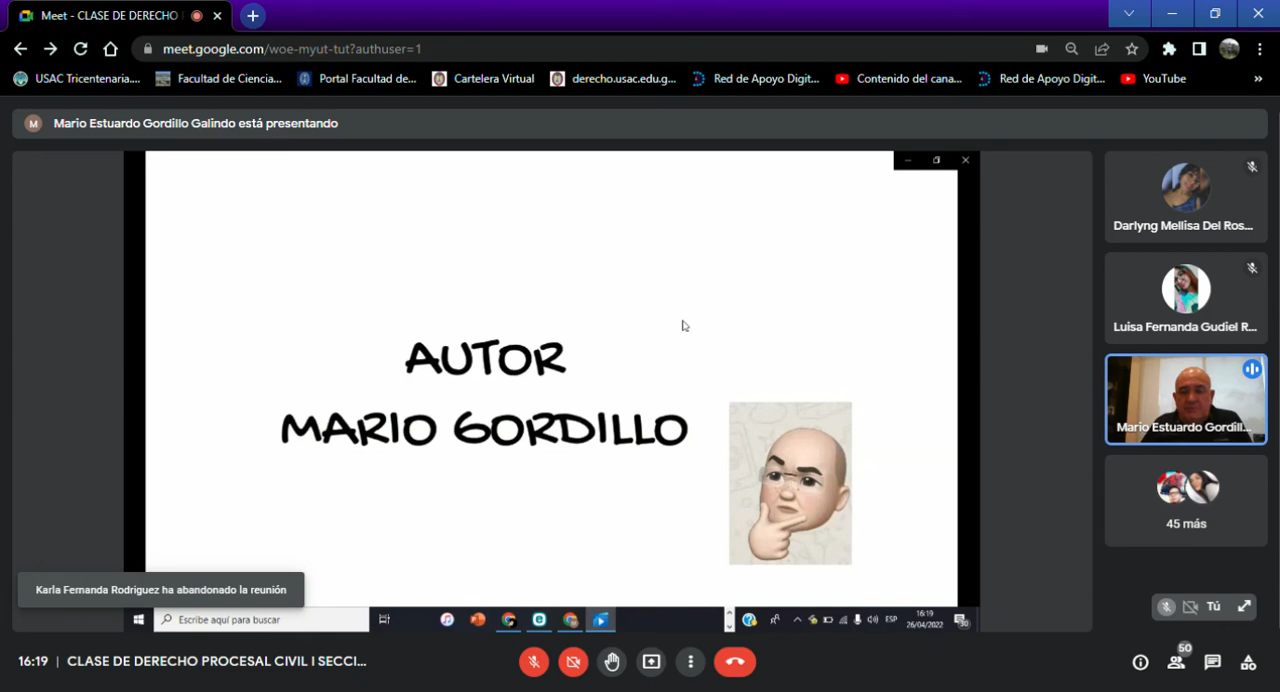 Meet - CLASE DE DERECHO
meet.google.com/woe-myut-tut?authuser=1
USAC Tricentenaria....
Facultad de Ciencia...
Portal Facultad de...
Cartelera Virtual
derecho.usac.edu.g...
Red de Apoyo Digit...
Contenido del cana...
Red de Apoyo Digit...
YouTube
»
M
Mario Estuardo Gordillo Galindo está presentando
AUTOR
MARIO GORDILLO
Darlyng Mellisa Del Ros...
Luisa Fernanda Gudiel R...
Mario Estuardo Gordill...
45 más
Karla Fernanda Rodriguez ha abandonado la reunión
Tú
Escribe aquí para buscar
ESP
16:19
26/04/2022
30
16:19 | CLASE DE DERECHO PROCESAL CIVIL I SECCI...
50